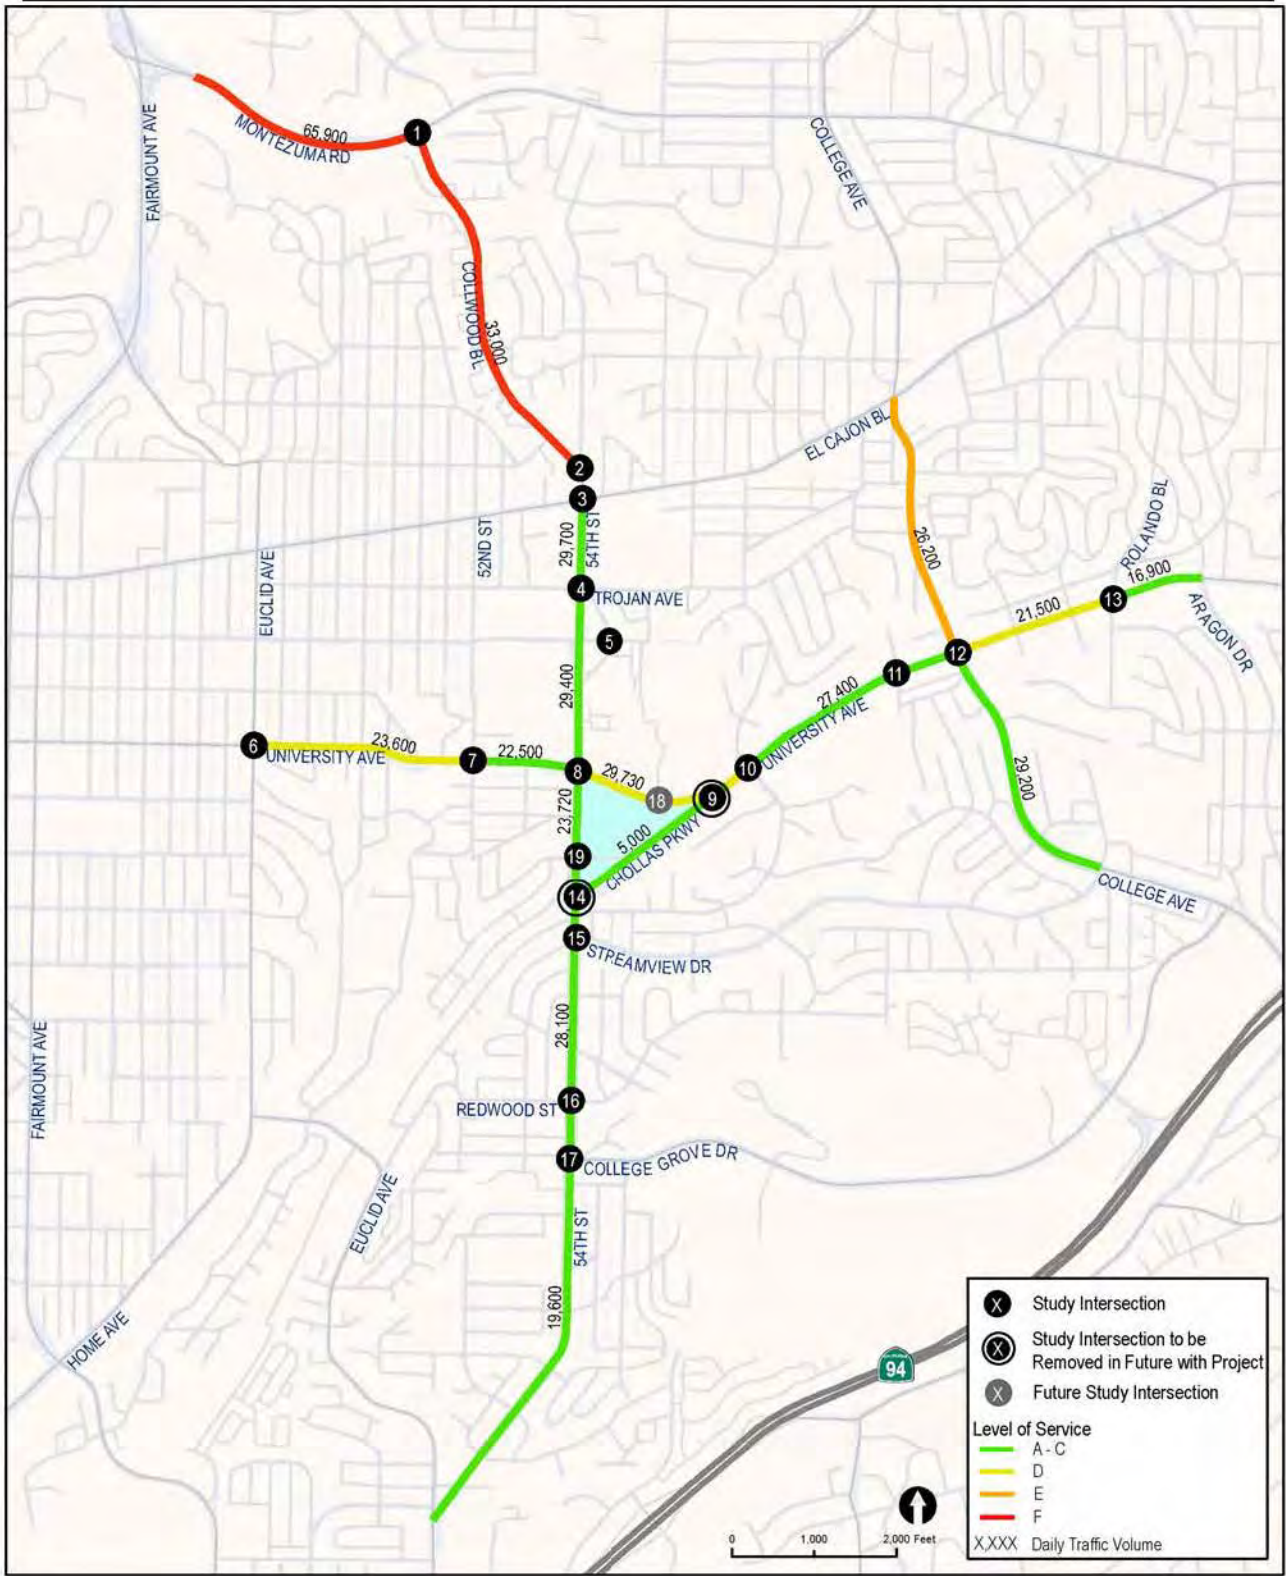 FAIRMOUNT AVE
65,900
MONTEZUMA RD
1
COLLEGE AVE
COLLWOOD BL
33,000
EL CAJON BL
2
3
ROLANDO BL
52ND ST
29,700
54TH ST
26,200
EUCLID AVE
4
TROJAN AVE
16,900
13
21,500
ARAGON DR
5
12
11
29,400
27,400
UNIVERSITY AVE
6
UNIVERSITY AVE
23,600
7
22,500
8
29,730
18
9
10
29,200
23,720
5,000
CHOLLAS PKWY
19
14
COLLEGE AVE
15
STREAMVIEW DR
28,100
FAIRMOUNT AVE
16
REDWOOD ST
17
COLLEGE GROVE DR
EUCLID AVE
54TH ST
19,600
HOME AVE
94
X
Study Intersection
X
Study Intersection to be
Removed in Future with Project
X
Future Study Intersection
Level of Service
A - C
D
E
F
X,XXX Daily Traffic Volume
0 1,000 2,000 Feet